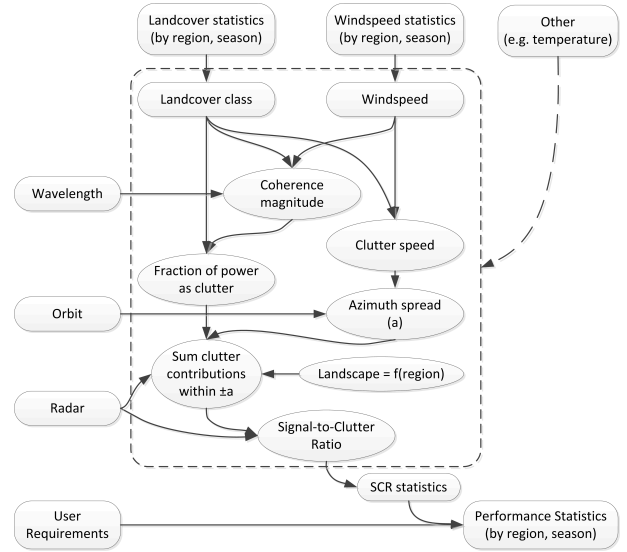 Landcover statistics
(by region, season)
Windspeed statistics
(by region, season)
Other
(e.g. temperature)
Landcover class
Windspeed
Wavelength
Coherence
magnitude
Clutter speed
Fraction of power
as clutter
Orbit
Azimuth spread
(a)
Sum clutter
contributions
within ±a
Landscape = f(region)
Radar
Signal-to-Clutter
Ratio
SCR statistics
User
Requirements
Performance Statistics
(by region, season)